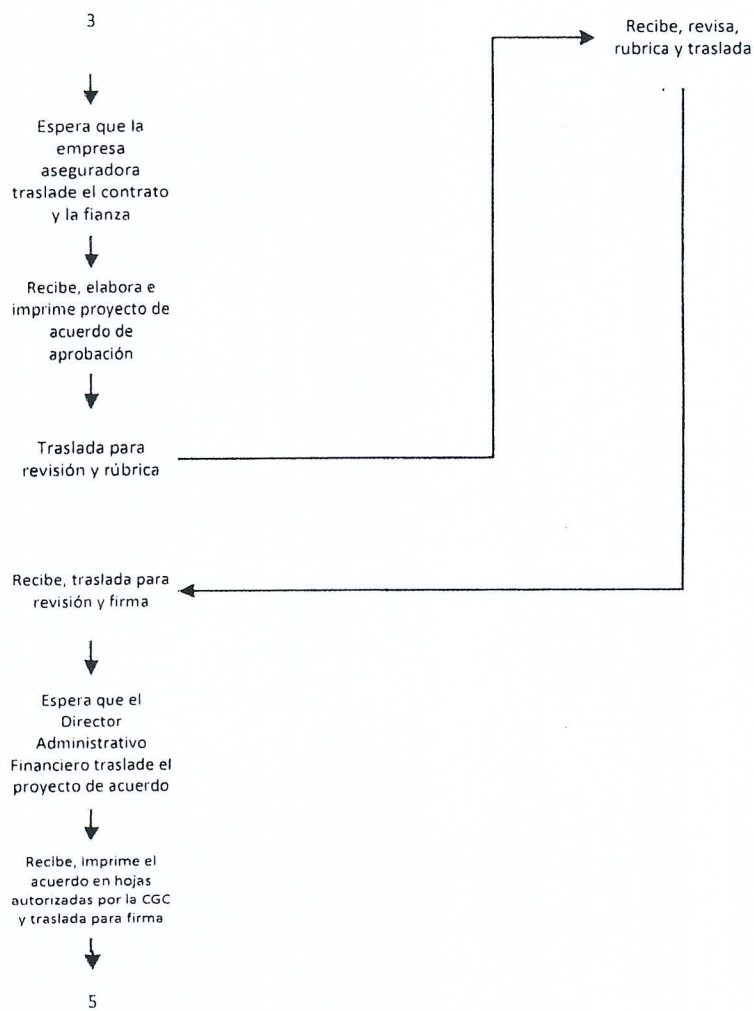 3
Recibe, revisa,
rubrica y traslada
Espera que la
empresa
aseguradora
traslade el contrato
y la fianza
Recibe, elabora e
imprime proyecto de
acuerdo de
aprobación
Traslada para
revisión y rúbrica
Recibe, traslada para
revisión y firma
Espera que el
Director
Administrativo
Financiero traslade el
proyecto de acuerdo
Recibe, imprime el
acuerdo en hojas
autorizadas por la CGC
y traslada para firma
5